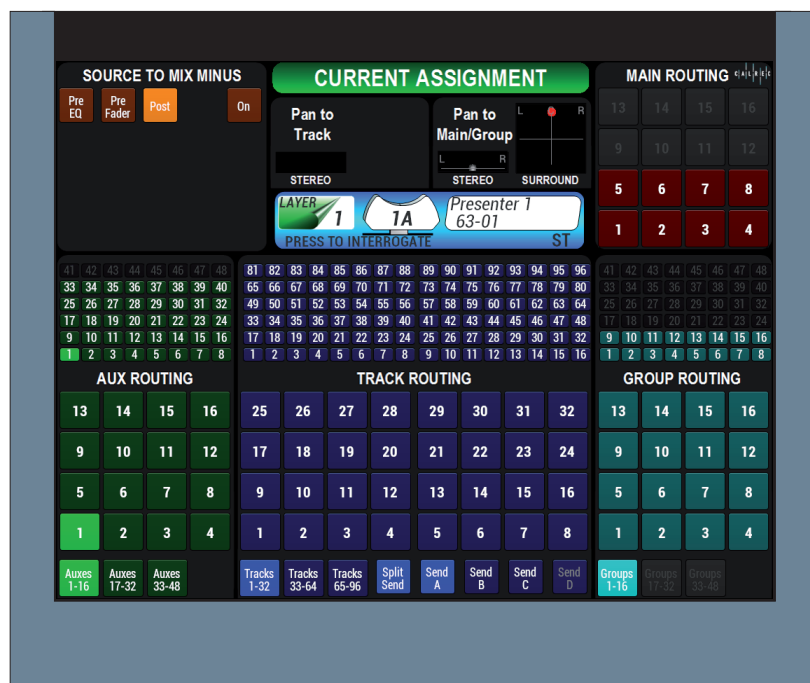 SOURCE TO MIX MINUS
Pre EQ
Pre Fader
Post
On
CURRENT ASSIGNMENT
Pan to
Track
STEREO
Pan to
Main/Group
L R
STEREO
L R
SURROUND
LAYER 1
1A
Presenter 1
63-01
PRESS TO INTERROGATE
ST
MAIN ROUTING
CALREC
13 14 15 16
9 10 11 12
5 6 7 8
1 2 3 4
41 42 43 44 45 46 47 48
33 34 35 36 37 38 39 40
25 26 27 28 29 30 31 32
17 18 19 20 21 22 23 24
9 10 11 12 13 14 15 16
1 2 3 4 5 6 7 8
AUX ROUTING
13 14 15 16
9 10 11 12
5 6 7 8
1 2 3 4
Auxes 1-16
Auxes 17-32
Auxes 33-48
81 82 83 84 85 86 87 88 89 90 91 92 93 94 95 96
65 66 67 68 69 70 71 72 73 74 75 76 77 78 79 80
49 50 51 52 53 54 55 56 57 58 59 60 61 62 63 64
33 34 35 36 37 38 39 40 41 42 43 44 45 46 47 48
17 18 19 20 21 22 23 24 25 26 27 28 29 30 31 32
1 2 3 4 5 6 7 8 9 10 11 12 13 14 15 16
TRACK ROUTING
25 26 27 28 29 30 31 32
17 18 19 20 21 22 23 24
9 10 11 12 13 14 15 16
1 2 3 4 5 6 7 8
Tracks 1-32
Tracks 33-64
Tracks 65-96
Split Send
Send A
Send B
Send C
Send D
41 42 43 44 45 46 47 48
33 34 35 36 37 38 39 40
25 26 27 28 29 30 31 32
17 18 19 20 21 22 23 24
9 10 11 12 13 14 15 16
1 2 3 4 5 6 7 8
GROUP ROUTING
13 14 15 16
9 10 11 12
5 6 7 8
1 2 3 4
Groups 1-16
Groups 17-32
Groups 33-48